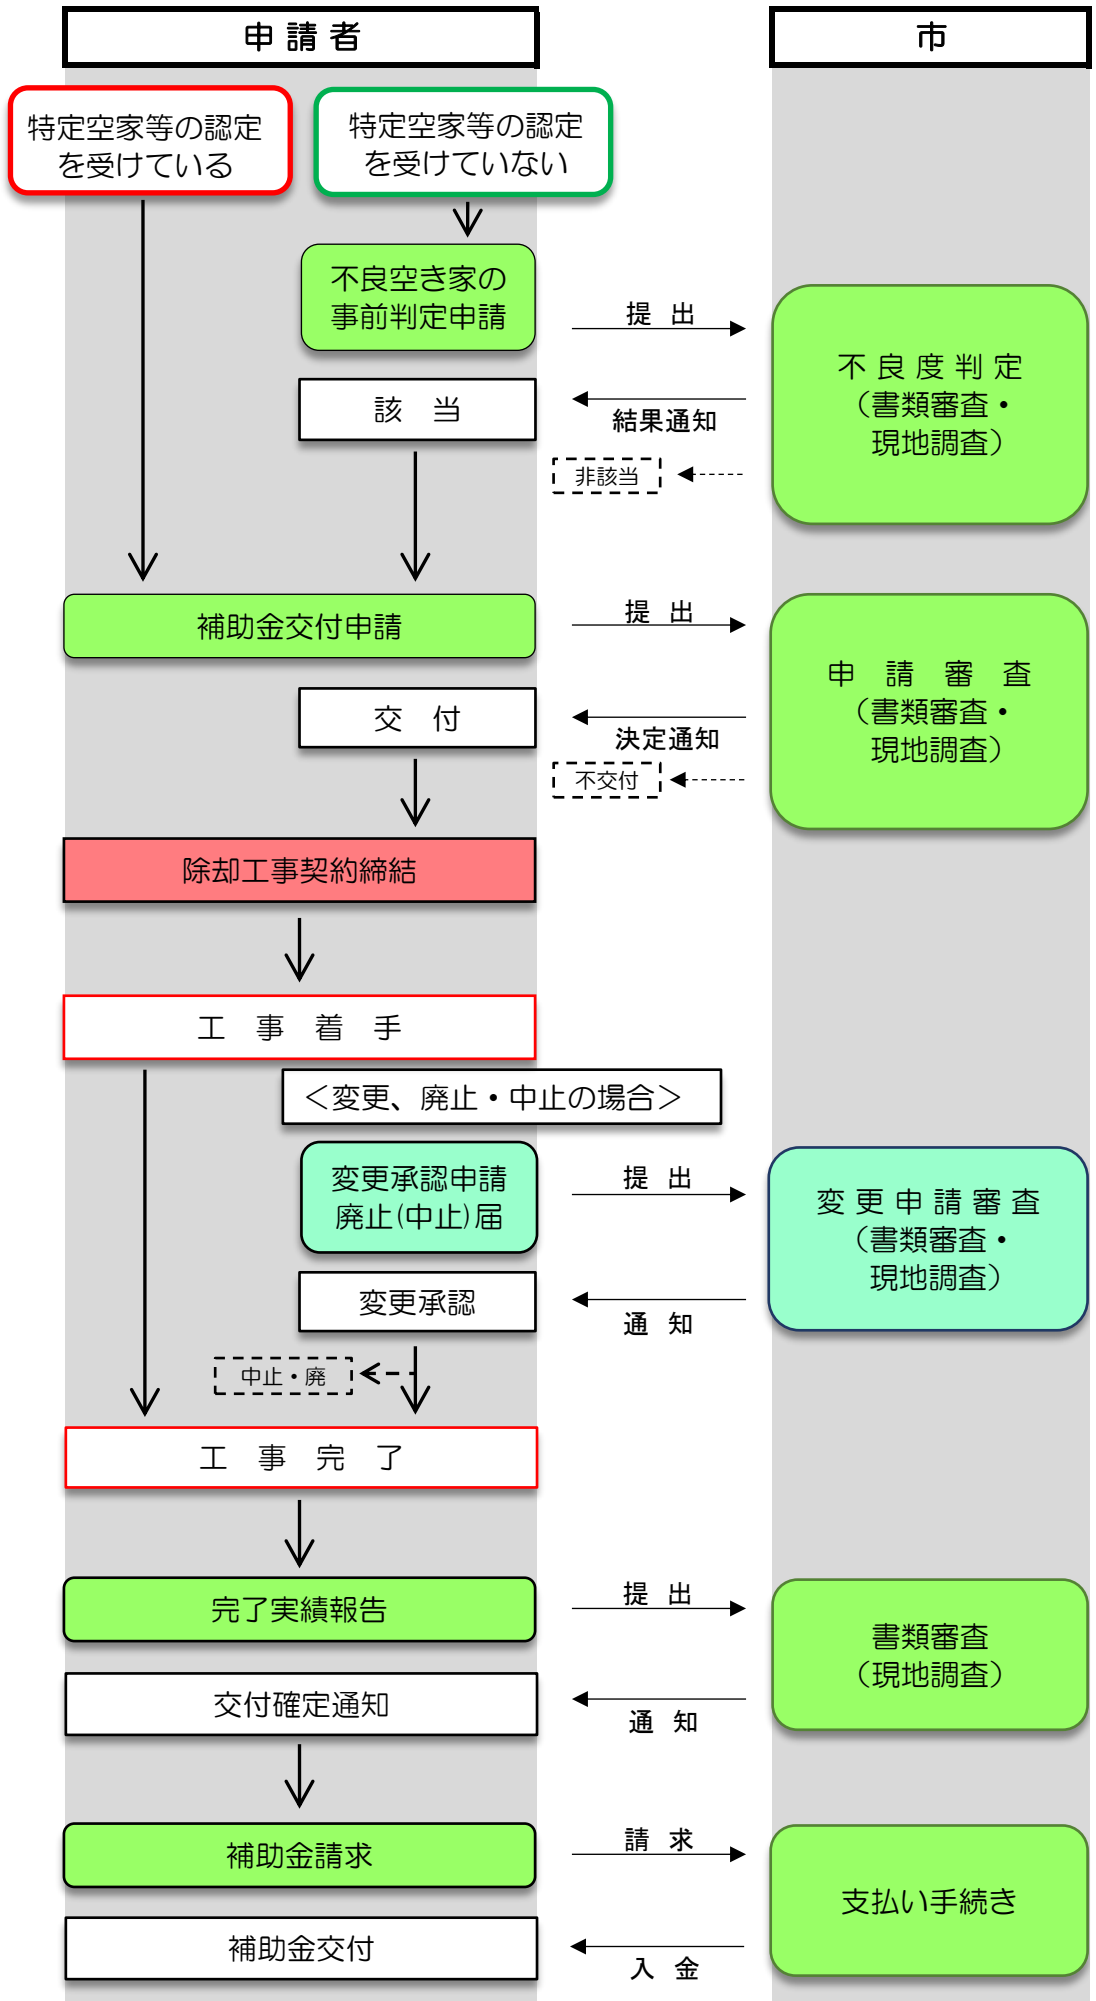 申請者
市
特定空家等の認定
を受けている
特定空家等の認定
を受けていない
不良空き家の
事前判定申請
提 出
不良度判定
（書類審査・
現地調査）
該 当
結果通知
非該当
補助金交付申請
提 出
申請審査
（書類審査・
現地調査）
交 付
決定通知
不交付
除却工事契約締結
工事着手
＜変更、廃止・中止の場合＞
変更承認申請
廃止(中止)届
提 出
変更申請審査
（書類審査・
現地調査）
変更承認
通 知
中止・廃
工事完了
完了実績報告
提 出
書類審査
（現地調査）
交付確定通知
通 知
補助金請求
請 求
支払い手続き
補助金交付
入 金